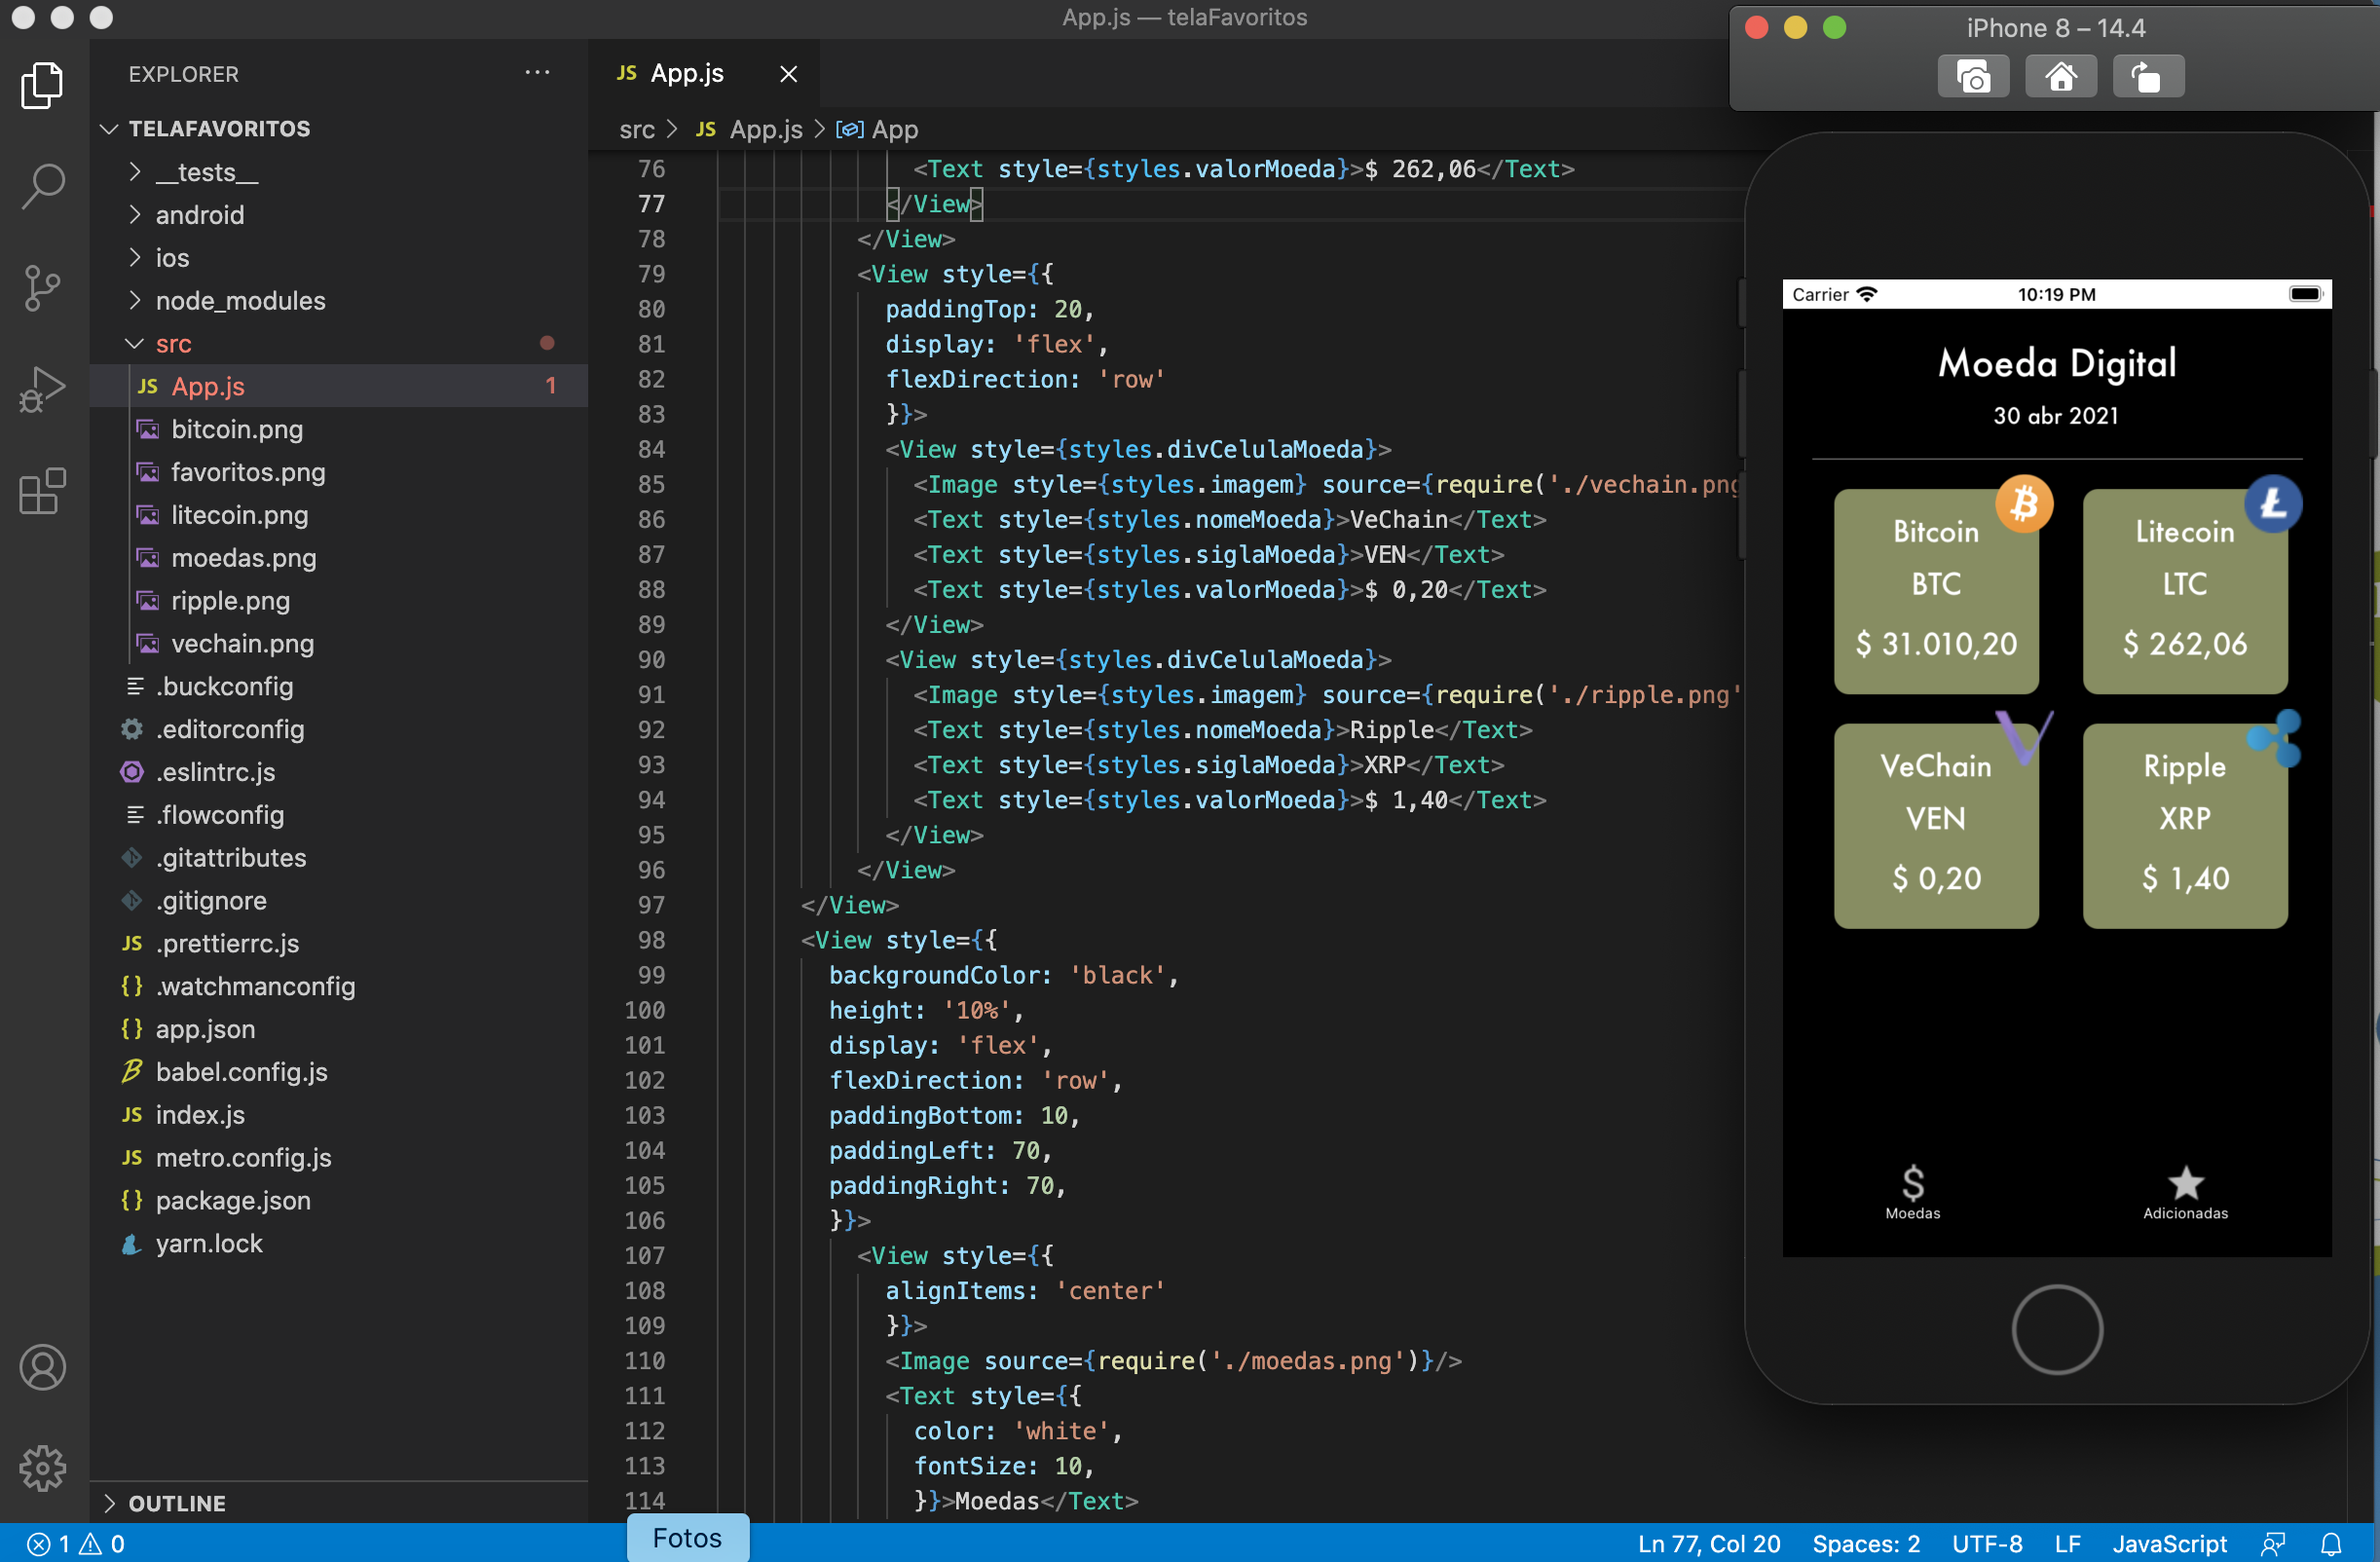 App.js — telaFavoritos
EXPLORER
TELAFAVORITOS
__tests__
android
ios
node_modules
src
JS App.js 1
bitcoin.png
favoritos.png
litecoin.png
moedas.png
ripple.png
vechain.png
.buckconfig
.editorconfig
.eslintrc.js
.flowconfig
.gitattributes
.gitignore
JS .prettierrc.js
{} .watchmanconfig
{} app.json
babel.config.js
JS index.js
JS metro.config.js
{} package.json
yarn.lock
OUTLINE
JS App.js
src > JS App.js > App
76 <Text style={styles.valorMoeda}>$ 262,06</Text>
77 </View>
78 </View>
79 <View style={{
80 paddingTop: 20,
81 display: 'flex',
82 flexDirection: 'row'
83 }}>
84 <View style={styles.divCelulaMoeda}>
85 <Image style={styles.imagem} source={require('./vechain.png
86 <Text style={styles.nomeMoeda}>VeChain</Text>
87 <Text style={styles.siglaMoeda}>VEN</Text>
88 <Text style={styles.valorMoeda}>$ 0,20</Text>
89 </View>
90 <View style={styles.divCelulaMoeda}>
91 <Image style={styles.imagem} source={require('./ripple.png'
92 <Text style={styles.nomeMoeda}>Ripple</Text>
93 <Text style={styles.siglaMoeda}>XRP</Text>
94 <Text style={styles.valorMoeda}>$ 1,40</Text>
95 </View>
96 </View>
97 </View>
98 <View style={{
99 backgroundColor: 'black',
100 height: '10%',
101 display: 'flex',
102 flexDirection: 'row',
103 paddingBottom: 10,
104 paddingLeft: 70,
105 paddingRight: 70,
106 }}>
107 <View style={{
108 alignItems: 'center'
109 }}>
110 <Image source={require('./moedas.png')}/>
111 <Text style={{
112 color: 'white',
113 fontSize: 10,
114 }}>Moedas</Text>
iPhone 8 – 14.4
Carrier 10:19 PM
Moeda Digital
30 abr 2021
Bitcoin
BTC
$ 31.010,20
Litecoin
LTC
$ 262,06
VeChain
VEN
$ 0,20
Ripple
XRP
$ 1,40
Moedas
Adicionadas
1 0
Fotos
Ln 77, Col 20 Spaces: 2 UTF-8 LF JavaScript